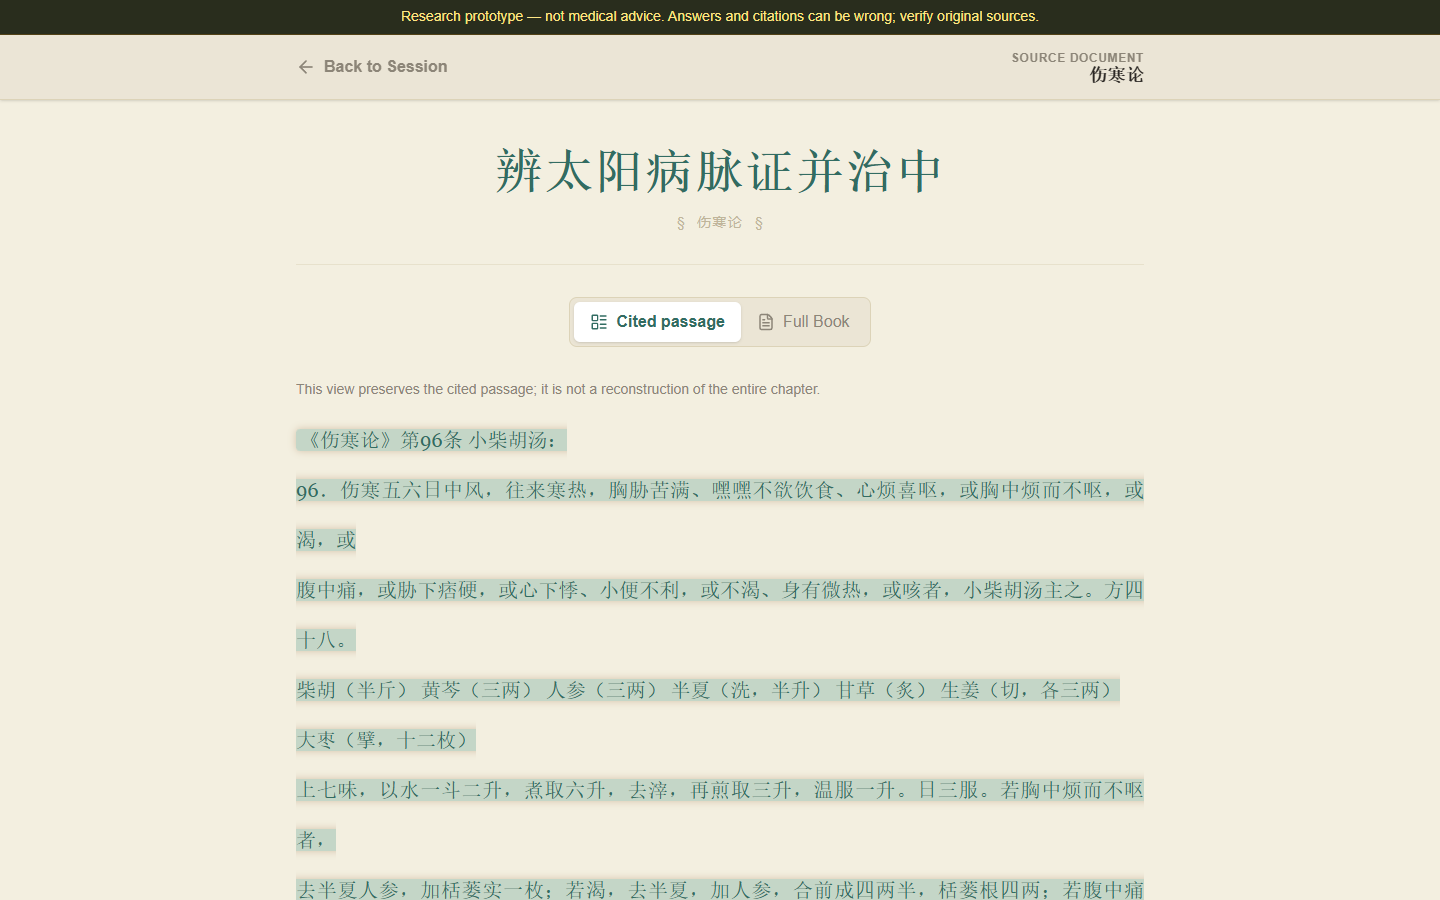 Research prototype — not medical advice. Answers and citations can be wrong; verify original sources.
Back to Session
SOURCE DOCUMENT
伤寒论
辨太阳病脉证并治中
§ 伤寒论 §
Cited passage
Full Book
This view preserves the cited passage; it is not a reconstruction of the entire chapter.
《伤寒论》第96条 小柴胡汤：
96．伤寒五六日中风，往来寒热，胸胁苦满、嘿嘿不欲饮食、心烦喜呕，或胸中烦而不呕，或
渴，或
腹中痛，或胁下痞硬，或心下悸、小便不利，或不渴、身有微热，或咳者，小柴胡汤主之。方四
十八。
柴胡（半斤） 黄芩（三两） 人参（三两） 半夏（洗，半升） 甘草（炙） 生姜（切，各三两）
大枣（擘，十二枚）
上七味，以水一斗二升，煮取六升，去滓，再煎取三升，温服一升。日三服。若胸中烦而不呕
者，
去半夏人参，加栝蒌实一枚；若渴，去半夏，加人参，合前成四两半，栝蒌根四两；若腹中痛